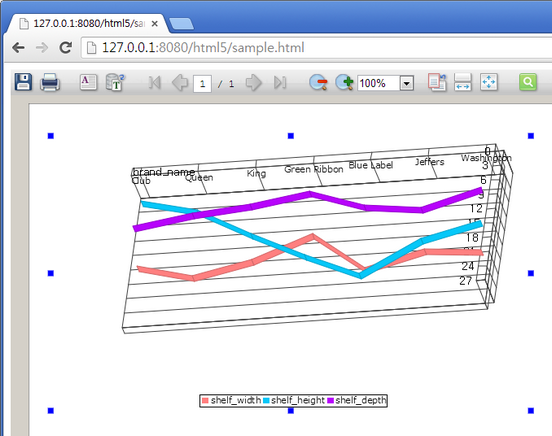 127.0.0.1:8080/html5/sa
127.0.0.1:8080/html5/sample.html
1 / 1
100%
brand_name
Club
Queen
King
Green Ribbon
Blue Label
Jeffers
Washington
0
3
6
9
12
15
18
21
24
27
shelf_width shelf_height shelf_depth